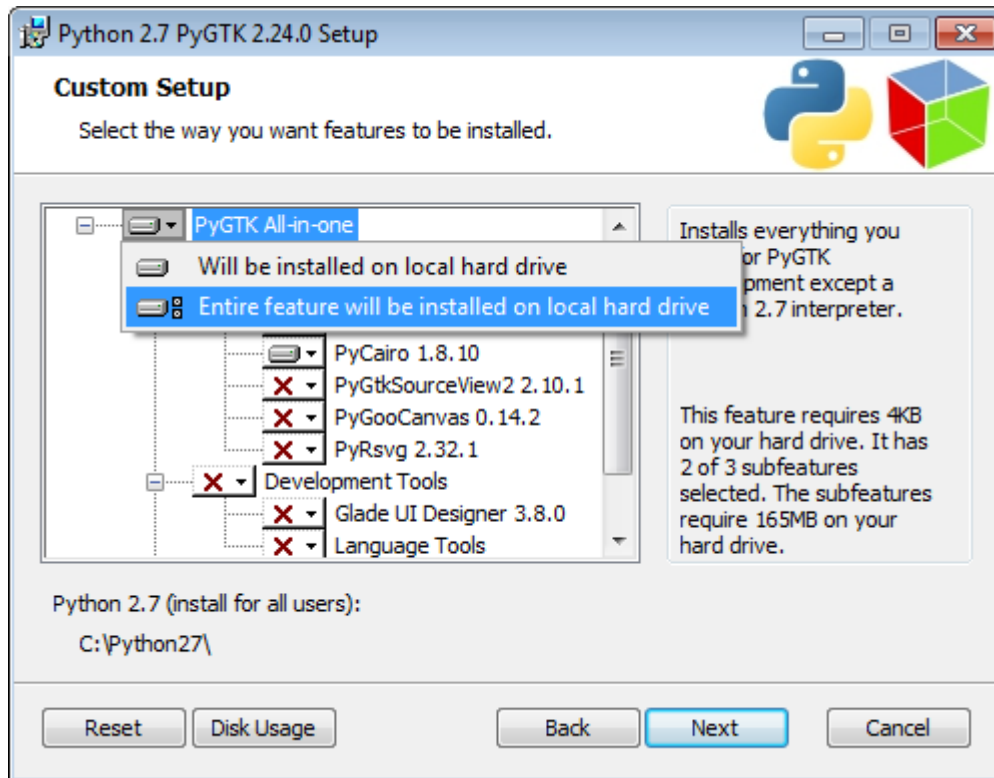 Python 2.7 PyGTK 2.24.0 Setup
Custom Setup
Select the way you want features to be installed.
PyGTK All-in-one
Will be installed on local hard drive
Entire feature will be installed on local hard drive
PyCairo 1.8.10
PyGtkSourceView2 2.10.1
PyGooCanvas 0.14.2
PyRsvg 2.32.1
Development Tools
Glade UI Designer 3.8.0
Language Tools
Installs everything you
or PyGTK
pment except a
2.7 interpreter.
This feature requires 4KB
on your hard drive. It has
2 of 3 subfeatures
selected. The subfeatures
require 165MB on your
hard drive.
Python 2.7 (install for all users):
C:\Python27\
Reset
Disk Usage
Back
Next
Cancel